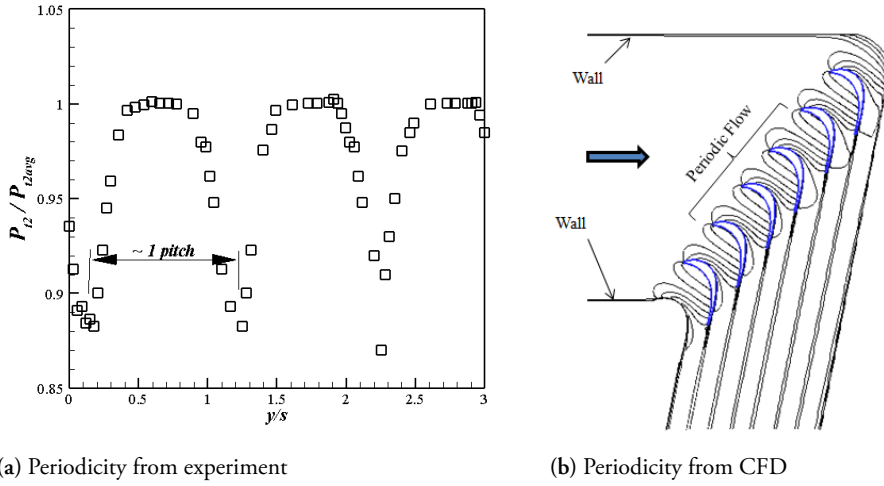 1.05
1
0.95
0.9
0.85
P_t2 / P_t2avg
~ 1 pitch
0 0.5 1 1.5 2 2.5 3
y/s
Wall
Periodic Flow
Wall
(a) Periodicity from experiment
(b) Periodicity from CFD